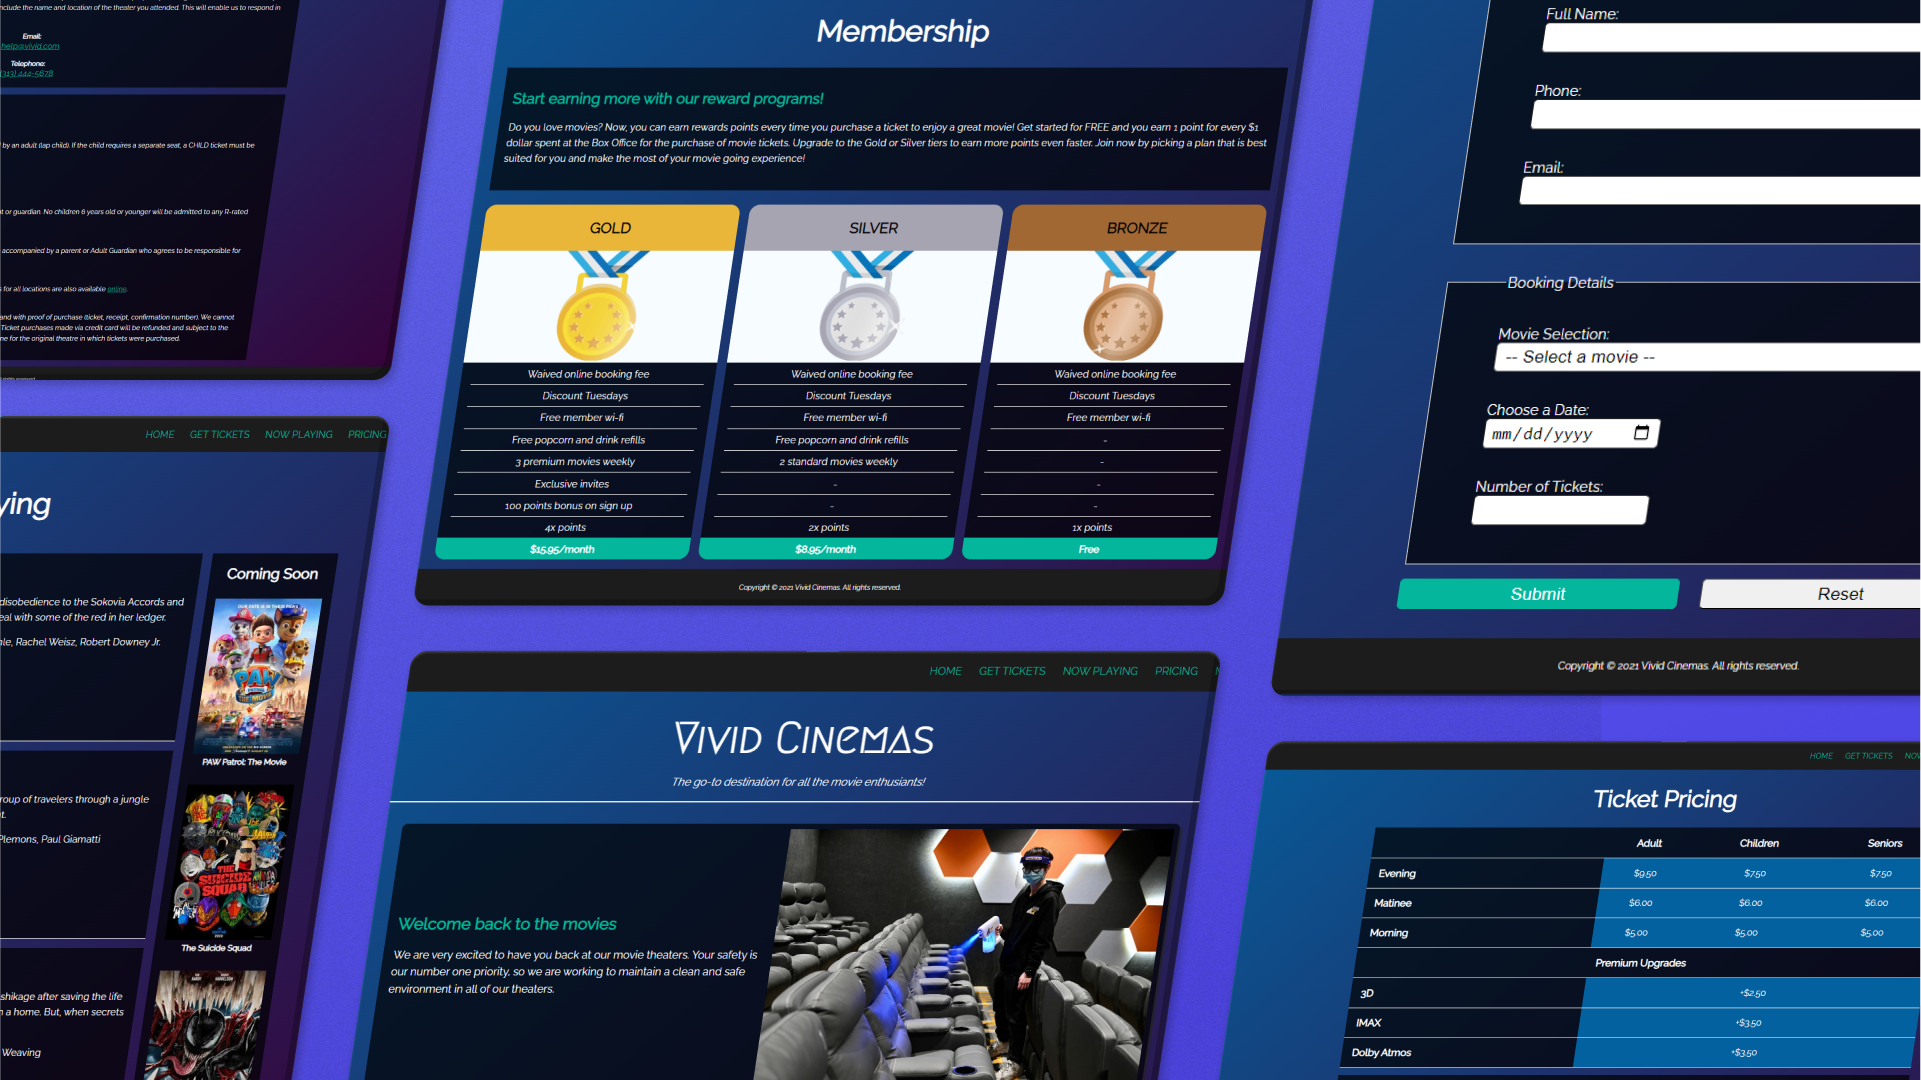 nclude the name and location of the theater you attended. This will enable us to respond in
Email:
help@vivid.com
Telephone:
(313) 444-5678
by an adult (lap child). If the child requires a separate seat, a CHILD ticket must be
t or guardian. No children 6 years old or younger will be admitted to any R-rated
accompanied by a parent or Adult Guardian who agrees to be responsible for
s for all locations are also available online.
and with proof of purchase (ticket, receipt, confirmation number). We cannot
Ticket purchases made via credit card will be refunded and subject to the
ne for the original theatre in which tickets were purchased.
HOME GET TICKETS NOW PLAYING PRICING
ying
disobedience to the Sokovia Accords and
eal with some of the red in her ledger.
hle, Rachel Weisz, Robert Downey Jr.
roup of travelers through a jungle
t.
Plemons, Paul Giamatti
shikage after saving the life
n a home. But, when secrets
Weaving
Coming Soon
PAW PATROL
THE MOVIE
PAW Patrol: The Movie
THE
SUICIDE
SQUAD
The Suicide Squad
Membership
Start earning more with our reward programs!
Do you love movies? Now, you can earn rewards points every time you purchase a ticket to enjoy a great movie! Get started for FREE and you earn 1 point for every $1
dollar spent at the Box Office for the purchase of movie tickets. Upgrade to the Gold or Silver tiers to earn more points even faster. Join now by picking a plan that is best
suited for you and make the most of your movie going experience!
GOLD SILVER BRONZE
Waived online booking fee Waived online booking fee Waived online booking fee
Discount Tuesdays Discount Tuesdays Discount Tuesdays
Free member wi-fi Free member wi-fi Free member wi-fi
Free popcorn and drink refills Free popcorn and drink refills -
3 premium movies weekly 2 standard movies weekly -
Exclusive invites - -
100 points bonus on sign up - -
4x points 2x points 1x points
$15.95/month $8.95/month Free
Copyright © 2021 Vivid Cinemas. All rights reserved.
HOME GET TICKETS NOW PLAYING PRICING
Vivid Cinemas
The go-to destination for all the movie enthusiants!
Welcome back to the movies
We are very excited to have you back at our movie theaters. Your safety is
our number one priority, so we are working to maintain a clean and safe
environment in all of our theaters.
Full Name:
Phone:
Email:
Booking Details
Movie Selection:
-- Select a movie --
Choose a Date:
mm/dd/yyyy
Number of Tickets:
Submit Reset
Copyright © 2021 Vivid Cinemas. All rights reserved.
HOME GET TICKETS NOV
Ticket Pricing
Adult Children Seniors
Evening $9.50 $7.50 $7.50
Matinee $6.00 $6.00 $6.00
Morning $5.00 $5.00 $5.00
Premium Upgrades
3D +$2.50
IMAX +$3.50
Dolby Atmos +$3.50